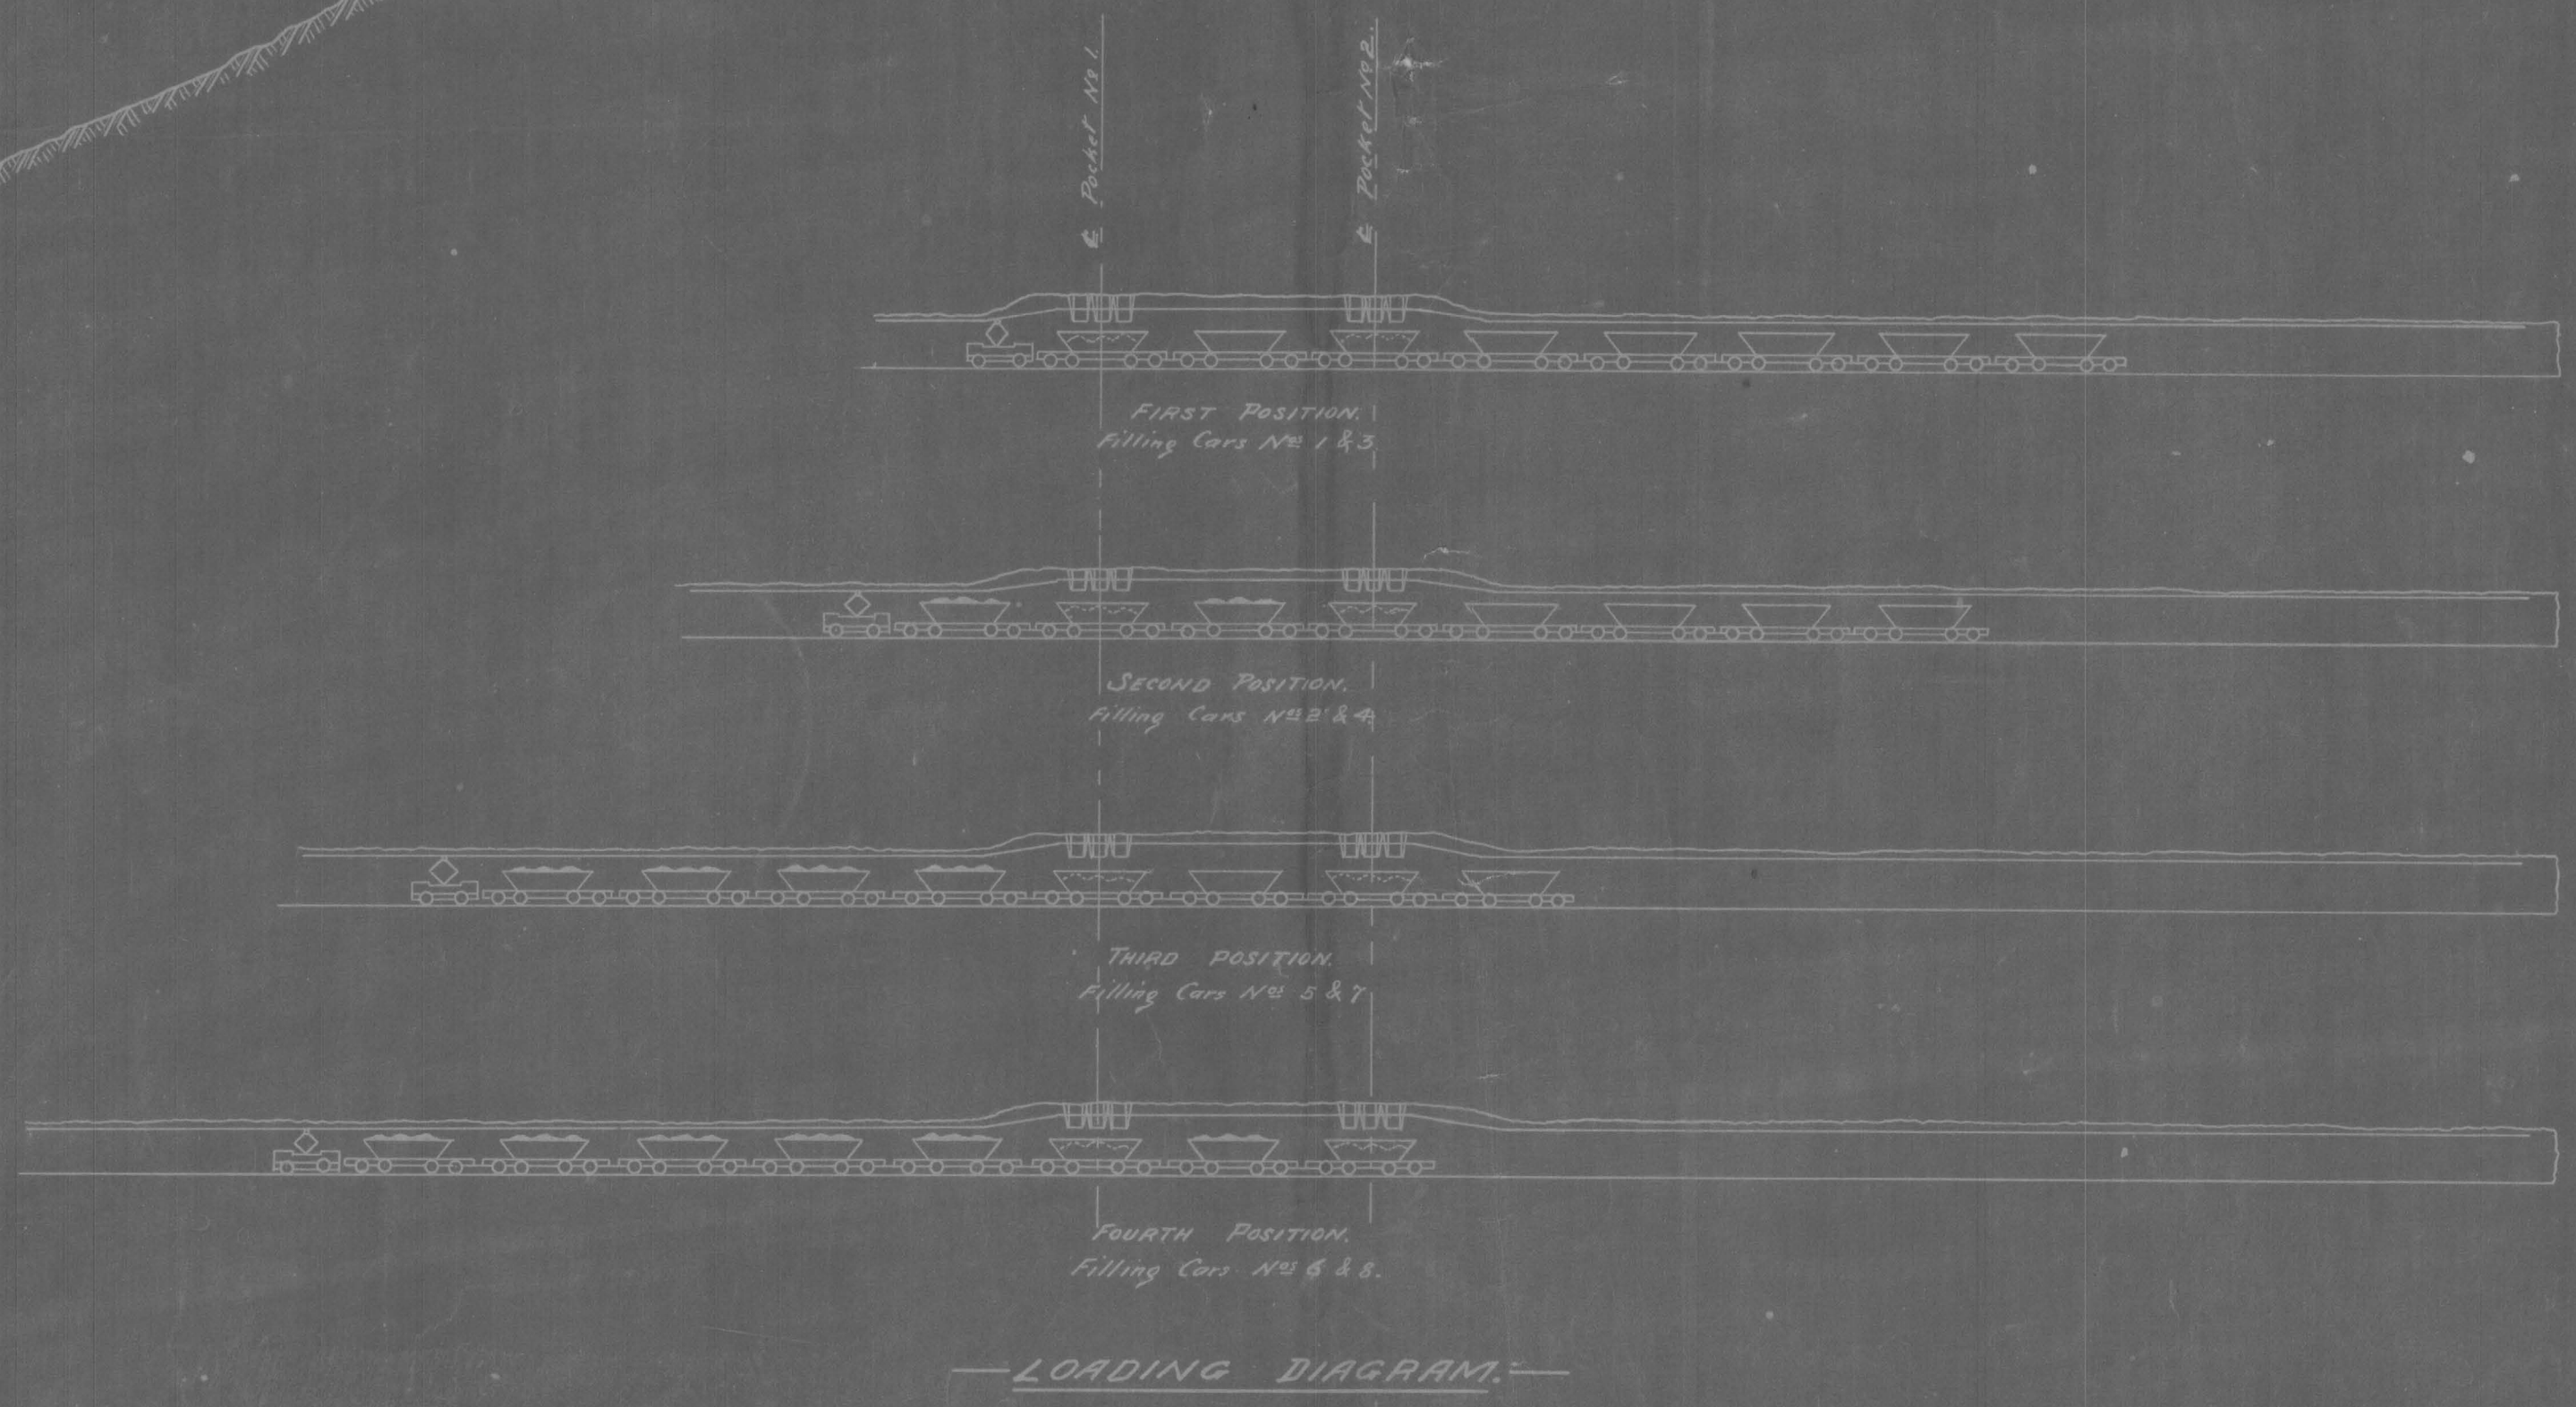 ℄ Pocket Nº 1.
℄ Pocket Nº 2.
FIRST POSITION.
Filling Cars Nºˢ 1 & 3
SECOND POSITION.
Filling Cars Nºˢ 2 & 4
THIRD POSITION.
Filling Cars Nºˢ 5 & 7
FOURTH POSITION.
Filling Cars Nºˢ 6 & 8.
LOADING DIAGRAM.